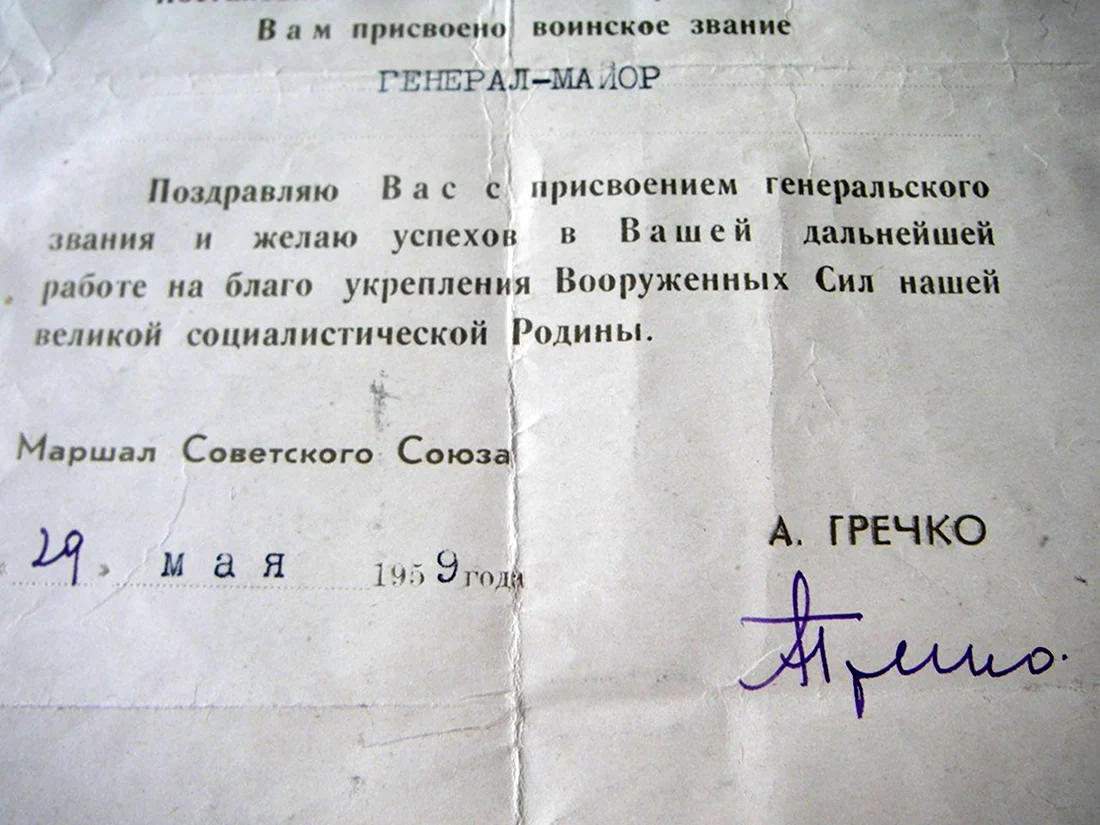 Вам присвоено воинское звание
ГЕНЕРАЛ-МАЙОР
Поздравляю Вас с присвоением генеральского
звания и желаю успехов в Вашей дальнейшей
работе на благо укрепления Вооруженных Сил нашей
великой социалистической Родины.
Маршал Советского Союза
А. ГРЕЧКО
«29» мая 1959 года
АГречко